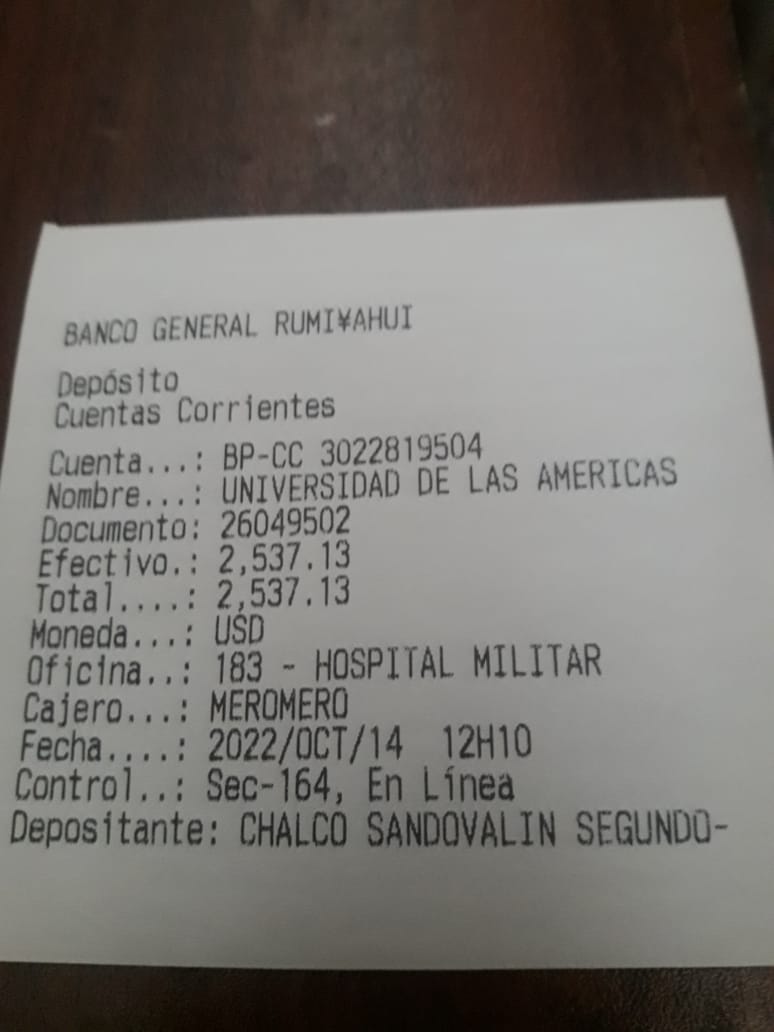 BANCO GENERAL RUMI¥AHUI
Depósito
Cuentas Corrientes
Cuenta...: BP-CC 3022819504
Nombre...: UNIVERSIDAD DE LAS AMERICAS
Documento: 26049502
Efectivo.: 2,537.13
Total....: 2,537.13
Moneda...: USD
Oficina..: 183 - HOSPITAL MILITAR
Cajero...: MEROMERO
Fecha....: 2022/OCT/14 12H10
Control..: Sec-164, En Línea
Depositante: CHALCO SANDOVALIN SEGUNDO-